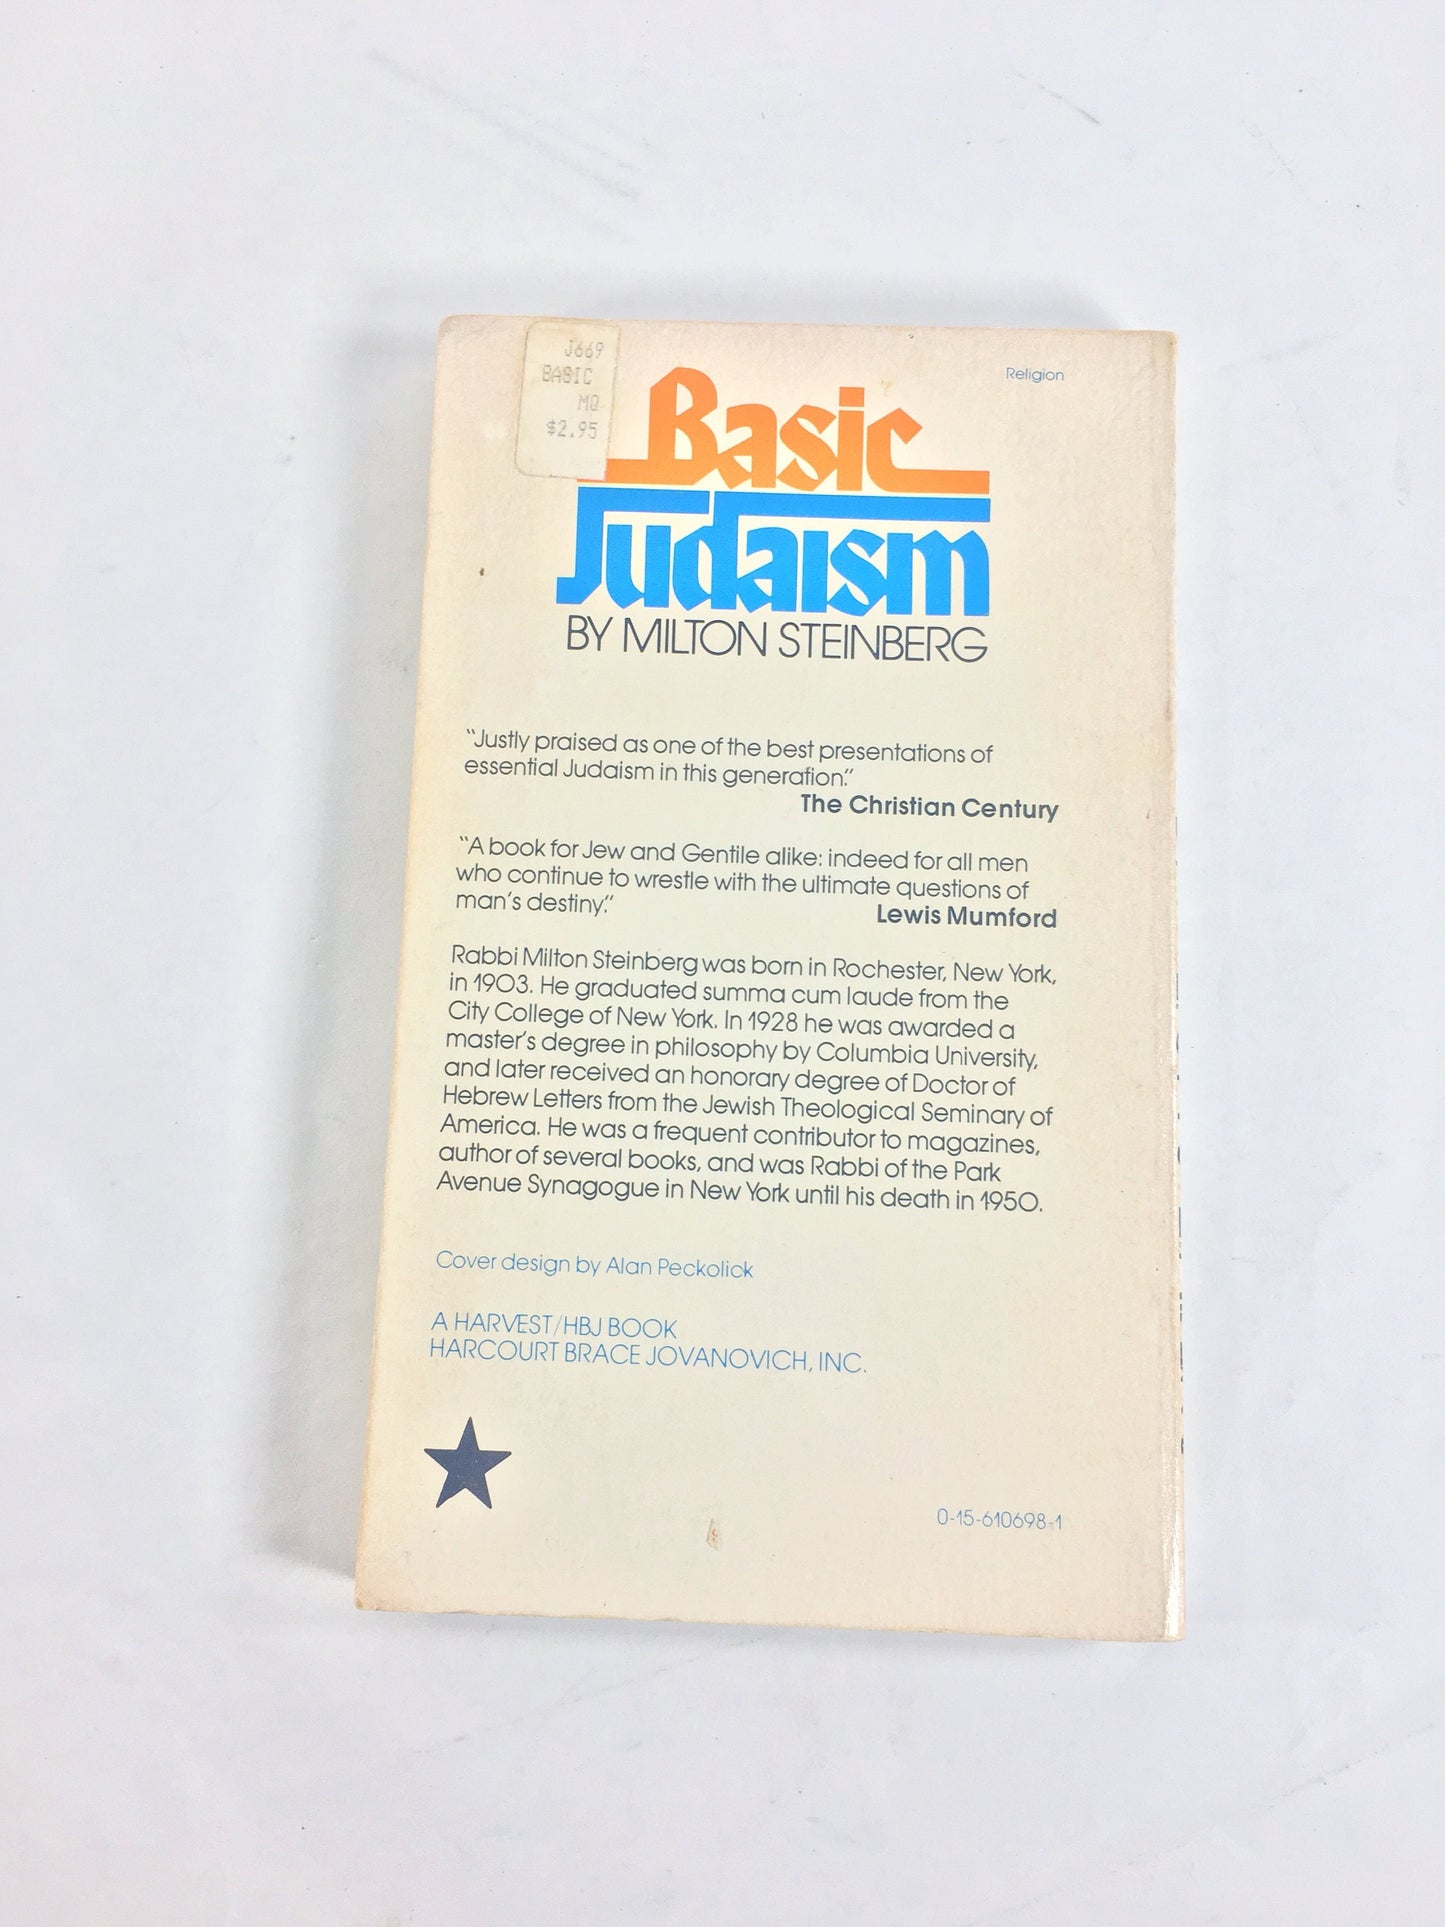 J669
BASIC
MQ
$2.95
Religion
Basic
Judaism
BY MILTON STEINBERG
“Justly praised as one of the best presentations of
essential Judaism in this generation.”
The Christian Century
“A book for Jew and Gentile alike: indeed for all men
who continue to wrestle with the ultimate questions of
man's destiny.”
Lewis Mumford
Rabbi Milton Steinberg was born in Rochester, New York,
in 1903. He graduated summa cum laude from the
City College of New York. In 1928 he was awarded a
master's degree in philosophy by Columbia University,
and later received an honorary degree of Doctor of
Hebrew Letters from the Jewish Theological Seminary of
America. He was a frequent contributor to magazines,
author of several books, and was Rabbi of the Park
Avenue Synagogue in New York until his death in 1950.
Cover design by Alan Peckolick
A HARVEST/HBJ BOOK
HARCOURT BRACE JOVANOVICH, INC.
0-15-610698-1